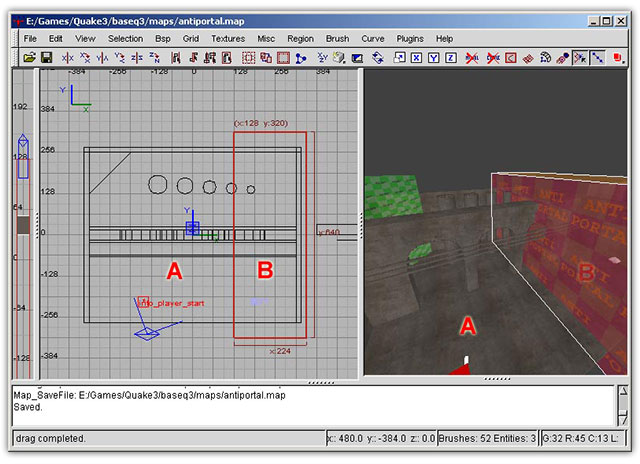 E:/Games/Quake3/baseq3/maps/antiportal.map
File Edit View Selection Bsp Grid Textures Misc Region Brush Curve Plugins Help
-384 -256 -128 0 128 256 384
Y
X
384
(x:128 y:320)
192
256
128
128
64
Y
0
y:640
0
A
B
-128
-64
info_player_start
-256
-128
-384
x:224
ANTI
PORTAL
ANTI
PORTAL
B
A
Map_SaveFile: E:/Games/Quake3/baseq3/maps/antiportal.map
Saved.
drag completed.
x: 480.0 y: -384.0 z: 0.0
Brushes: 52 Entities: 3
G:32 R:45 C:13 L: